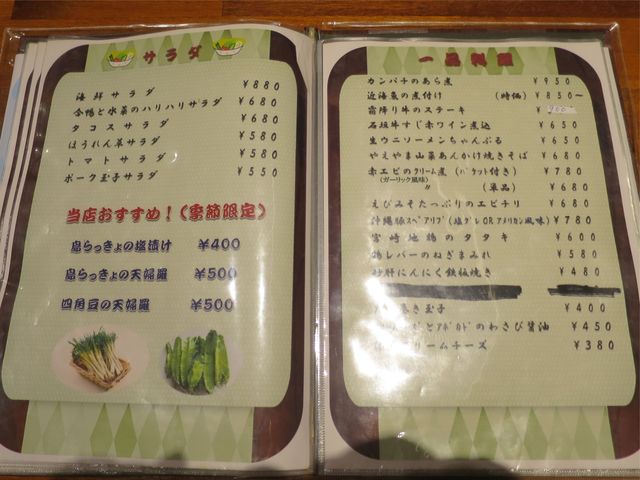 サラダ
海鮮サラダ ￥880
合鴨と水菜のハリハリサラダ ￥680
タコスサラダ ￥680
ほうれん草サラダ ￥580
トマトサラダ ￥580
ポーク玉子サラダ ￥550
当店おすすめ！(季節限定)
島らっきょの塩漬け ￥400
島らっきょの天婦羅 ￥500
四角豆の天婦羅 ￥500
一品料理
カンパチのあら煮 ￥950
近海魚の煮付け (時価) ￥850～
霜降り牛のステーキ ￥
石垣牛すじ赤ワイン煮込 ￥650
生ウニソーメンちゃんぷる ￥650
やえやま山菜あんかけ焼きそば ￥680
赤エビのクリーム煮 (バケット付き) ￥780
(ガーリック風味)
〃 (単品) ￥680
えびみそたっぷりのエビチリ ￥680
沖縄豚スペアリブ(塩ダレORアメリカン風味) ￥780
宮崎地鶏のタタキ ￥600
鶏レバーのねぎまみれ ￥580
砂肝にんにく鉄板焼き ￥480
き玉子 ￥400
とアボカドのわさび醤油 ￥450
リームチーズ ￥380